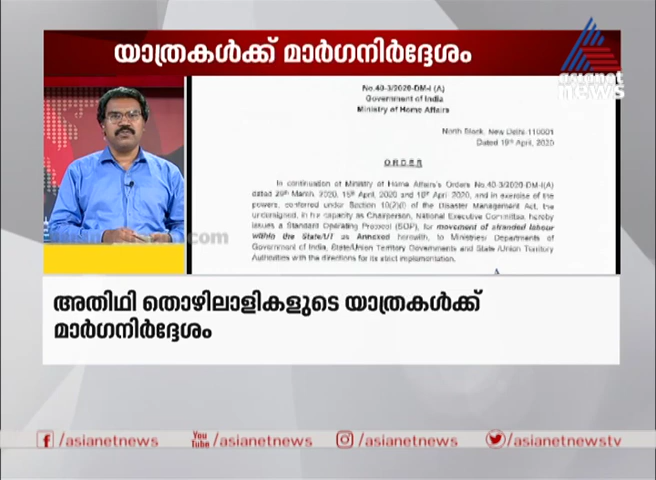 യാത്രകൾക്ക് മാർഗനിർദ്ദേശം
asianet
news
No.40-3/2020-DM-I (A)
Government of India
Ministry of Home Affairs
North Block, New Delhi-110001
Dated 19th April, 2020
ORDER
In continuation of Ministry of Home Affairs's Orders No.40-3/2020-DM-I(A)
dated 29th March, 2020, 15th April, 2020 and 16th April 2020, and in exercise of the
powers, conferred under Section 10(2)(l) of the Disaster Management Act, the
undersigned, in his capacity as Chairperson, National Executive Committee, hereby
issues a Standard Operating Protocol (SOP), for movement of stranded labour
within the State/UT as Annexed herewith, to Ministries/ Departments of
Government of India, State/Union Territory Governments and State /Union Territory
Authorities with the directions for its strict implementation.
.com
അതിഥി തൊഴിലാളികളുടെ യാത്രകൾക്ക്
മാർഗനിർദ്ദേശം
/asianetnews
You Tube /asianetnews
/asianetnews
/asianetnewstv